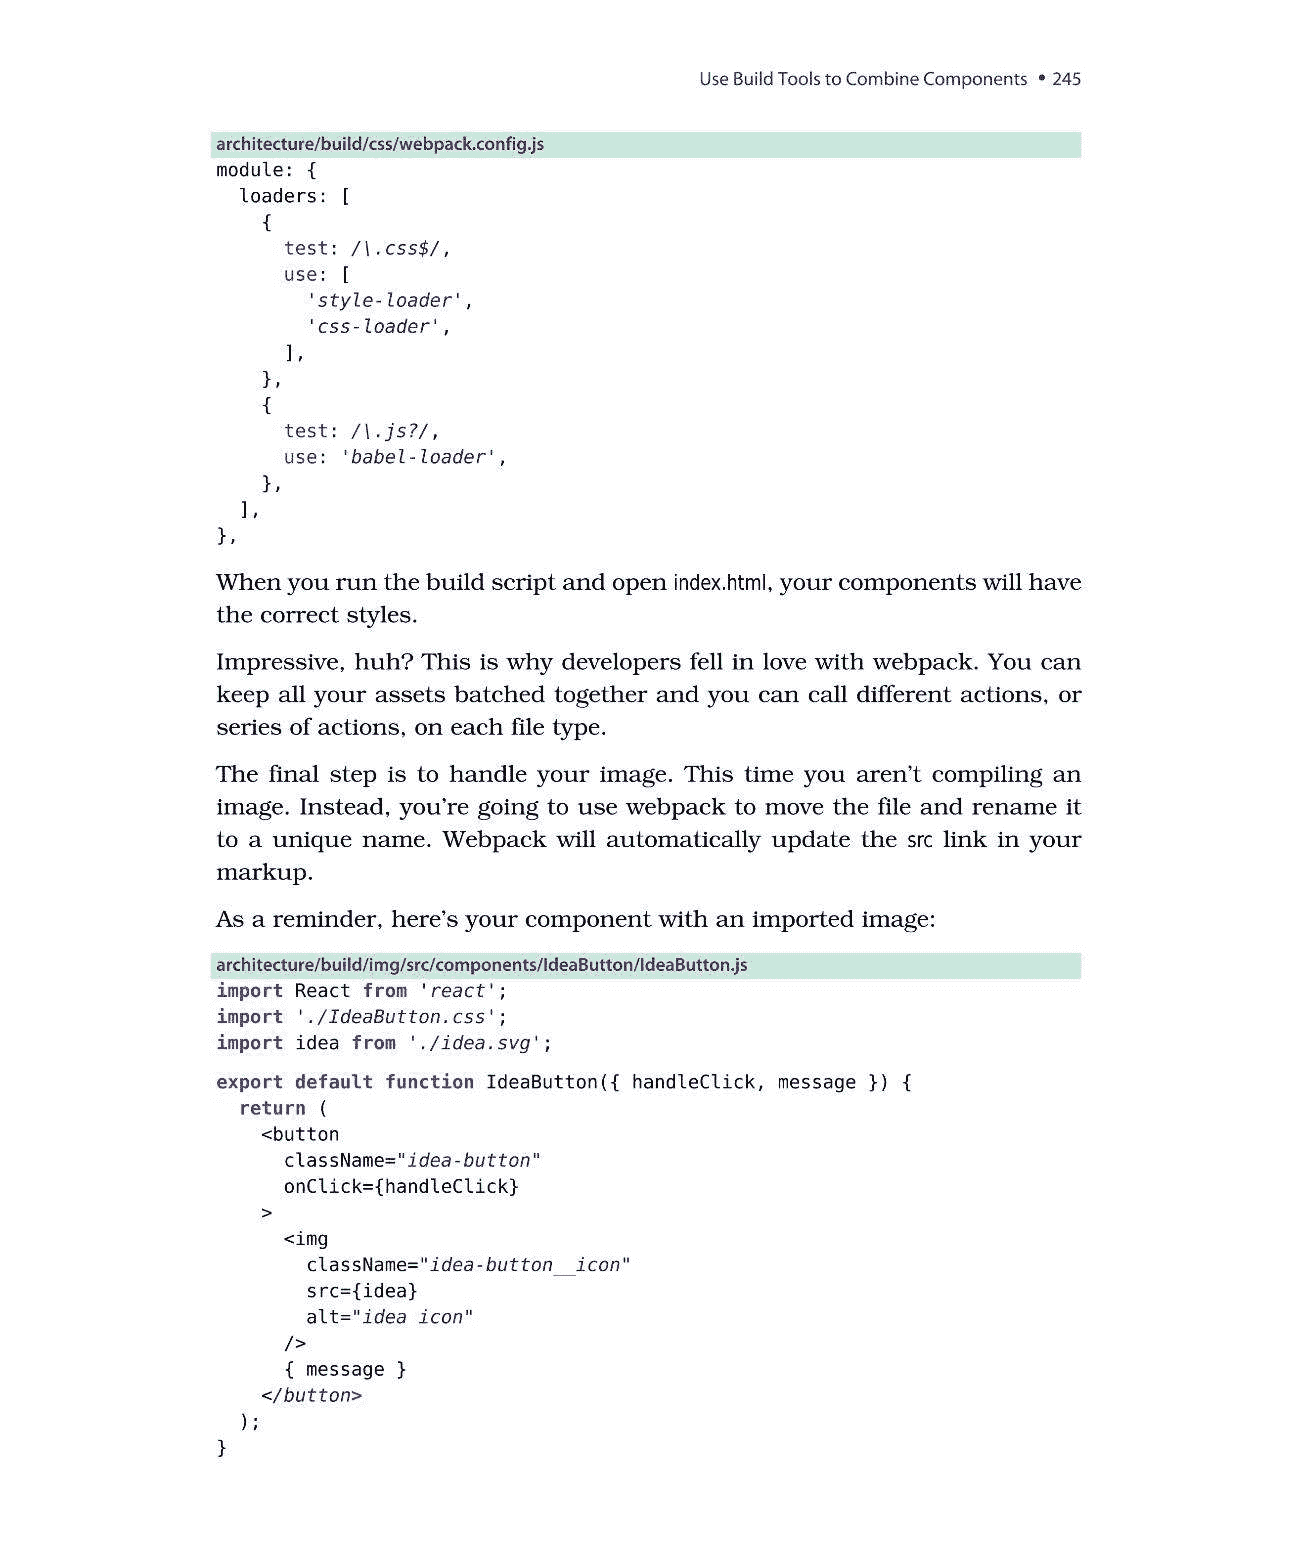 Use Build Tools to Combine Components • 245
architecture/build/css/webpack.config.js
module: {
  loaders: [
    {
      test: /\.css$/,
      use: [
        'style-loader',
        'css-loader',
      ],
    },
    {
      test: /\.js?/,
      use: 'babel-loader',
    },
  ],
},
When you run the build script and open index.html, your components will have
the correct styles.
Impressive, huh? This is why developers fell in love with webpack. You can
keep all your assets batched together and you can call different actions, or
series of actions, on each file type.
The final step is to handle your image. This time you aren’t compiling an
image. Instead, you’re going to use webpack to move the file and rename it
to a unique name. Webpack will automatically update the src link in your
markup.
As a reminder, here’s your component with an imported image:
architecture/build/img/src/components/IdeaButton/IdeaButton.js
import React from 'react';
import './IdeaButton.css';
import idea from './idea.svg';
export default function IdeaButton({ handleClick, message }) {
  return (
    <button
      className="idea-button"
      onClick={handleClick}
    >
      <img
        className="idea-button__icon"
        src={idea}
        alt="idea icon"
      />
      { message }
    </button>
  );
}